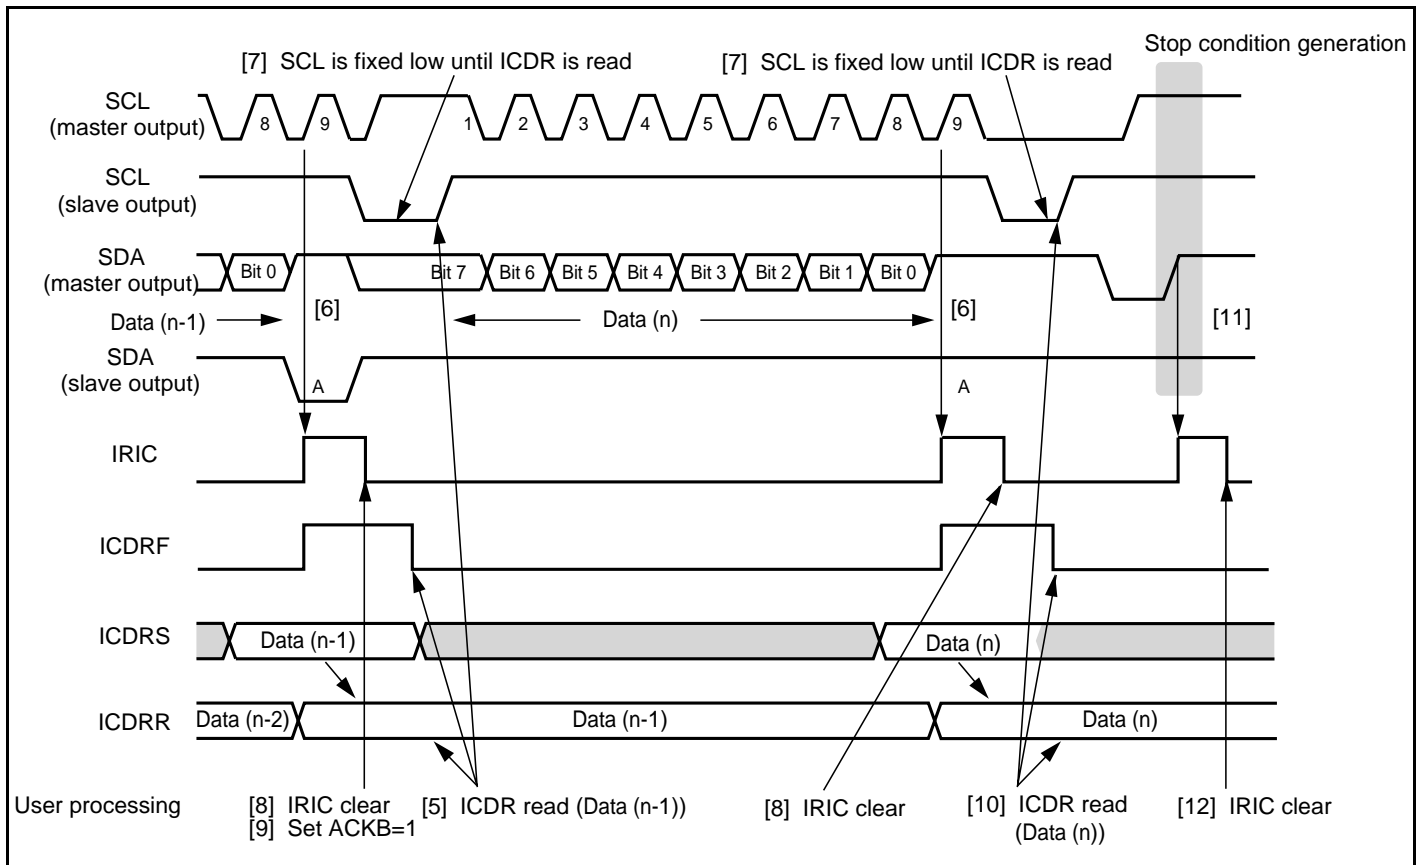 Stop condition generation
[7] SCL is fixed low until ICDR is read
[7] SCL is fixed low until ICDR is read
SCL
(master output)
8
9
1
2
3
4
5
6
7
8
9
SCL
(slave output)
SDA
(master output)
Bit 0
Bit 7
Bit 6
Bit 5
Bit 4
Bit 3
Bit 2
Bit 1
Bit 0
Data (n-1)
[6]
Data (n)
[6]
[11]
SDA
(slave output)
A
A
IRIC
ICDRF
ICDRS
Data (n-1)
Data (n)
ICDRR
Data (n-2)
Data (n-1)
Data (n)
User processing
[8] IRIC clear
[9] Set ACKB=1
[5] ICDR read (Data (n-1))
[8] IRIC clear
[10] ICDR read
(Data (n))
[12] IRIC clear